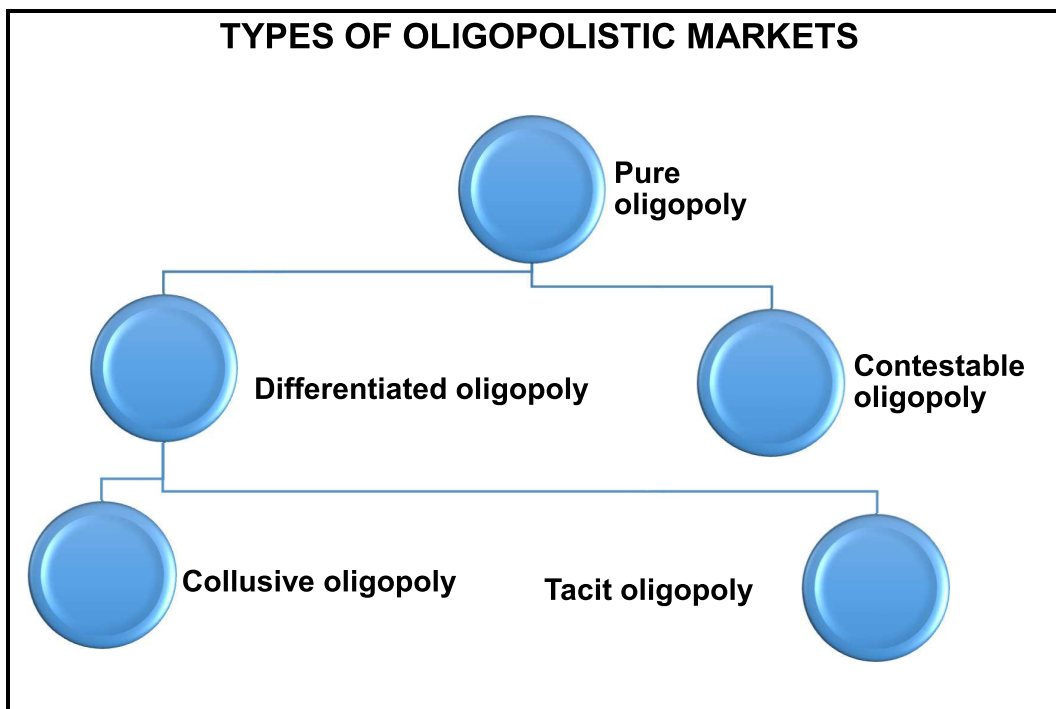 TYPES OF OLIGOPOLISTIC MARKETS
Pure
oligopoly
Differentiated oligopoly
Contestable
oligopoly
Collusive oligopoly
Tacit oligopoly